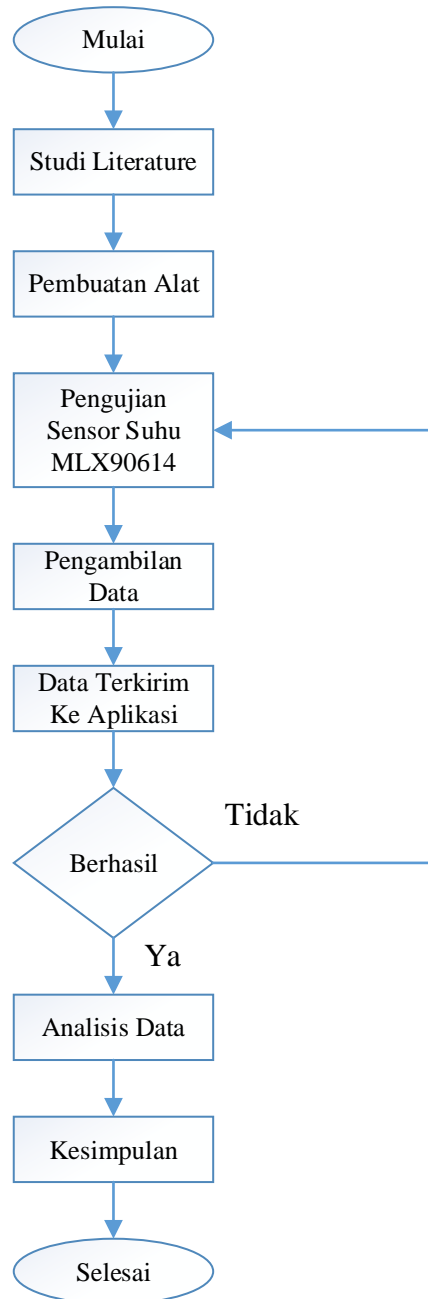 Mulai
Studi Literature
Pembuatan Alat
Pengujian
Sensor Suhu
MLX90614
Pengambilan
Data
Data Terkirim
Ke Aplikasi
Tidak
Berhasil
Ya
Analisis Data
Kesimpulan
Selesai